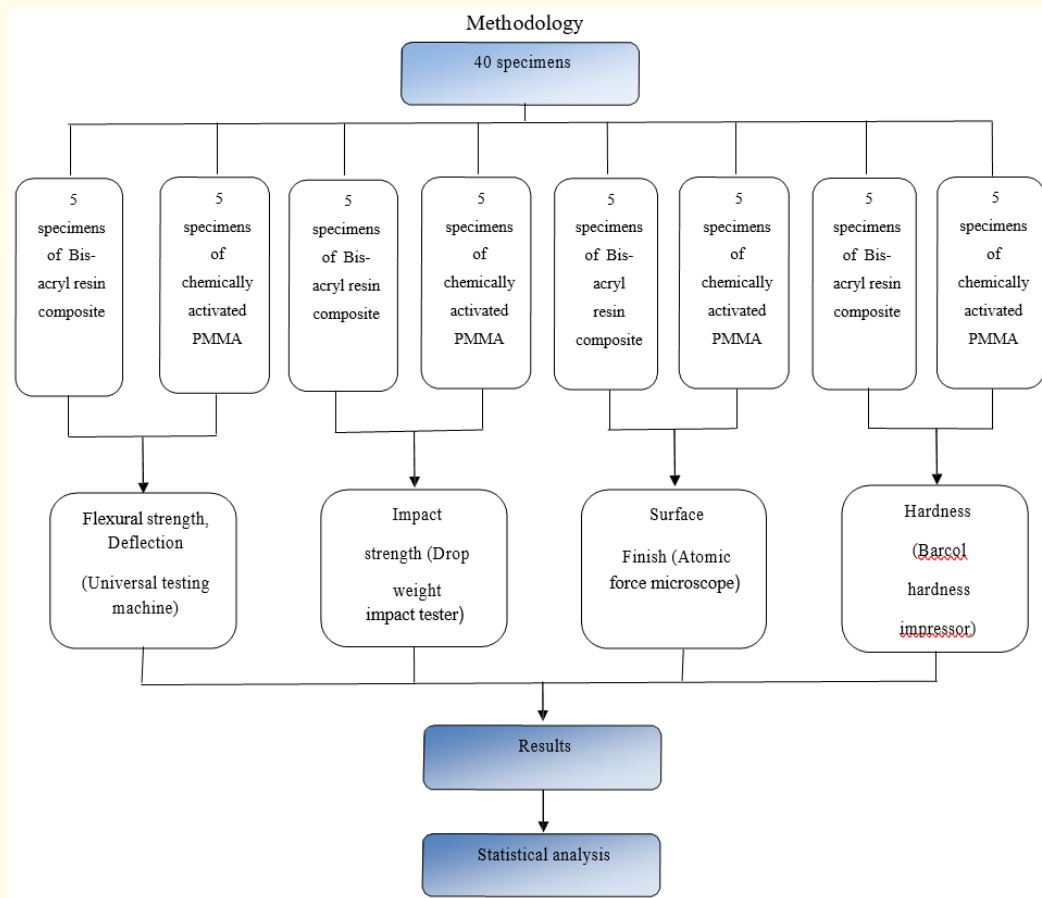 Methodology
40 specimens
5
specimens
of Bis-
acryl resin
composite
5
specimens
of
chemically
activated
PMMA
5
specimens
of Bis-
acryl resin
composite
5
specimens
of
chemically
activated
PMMA
5
specimens
of Bis-
acryl
resin
composite
5
specimens
of
chemically
activated
PMMA
5
specimens
of Bis-
acryl resin
composite
5
specimens
of
chemically
activated
PMMA
Flexural strength,
Deflection
(Universal testing
machine)
Impact
strength (Drop
weight
impact tester)
Surface
Finish (Atomic
force microscope)
Hardness
(Barcol
hardness
impressor)
Results
Statistical analysis